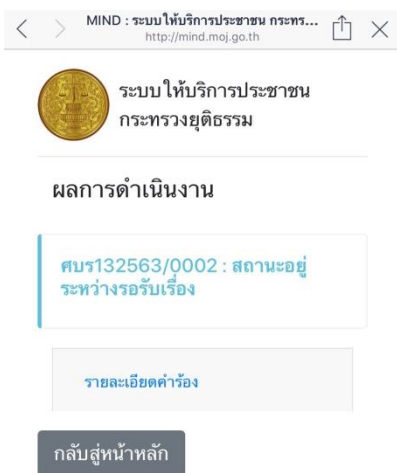 MIND : ระบบให้บริการประชาชน กระทร...
http://mind.moj.go.th
ระบบให้บริการประชาชน
กระทรวงยุติธรรม
ผลการดำเนินงาน
ศบร132563/0002 : สถานะอยู่
ระหว่างรอรับเรื่อง
รายละเอียดคำร้อง
กลับสู่หน้าหลัก